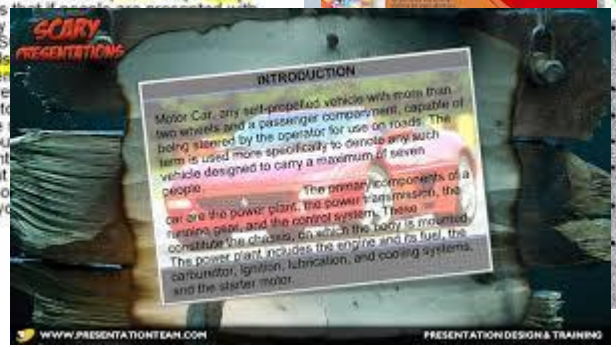 SCARY
PRESENTATIONS
INTRODUCTION
Motor Car, any self-propelled vehicle with more than
two wheels and a passenger compartment, capable of
being steered by the operator for use on roads. The
term is used more specifically to denote any such
vehicle designed to carry a maximum of seven
people The primary components of a
car are the power plant, the power transmission, the
running gear, and the control system. These
constitute the chassis, on which the body is mounted.
The power plant includes the engine and its fuel, the
carburettor, ignition, lubrication, and cooling systems,
and the starter motor.
WWW.PRESENTATIONTEAM.COM
PRESENTATION DESIGN & TRAINING